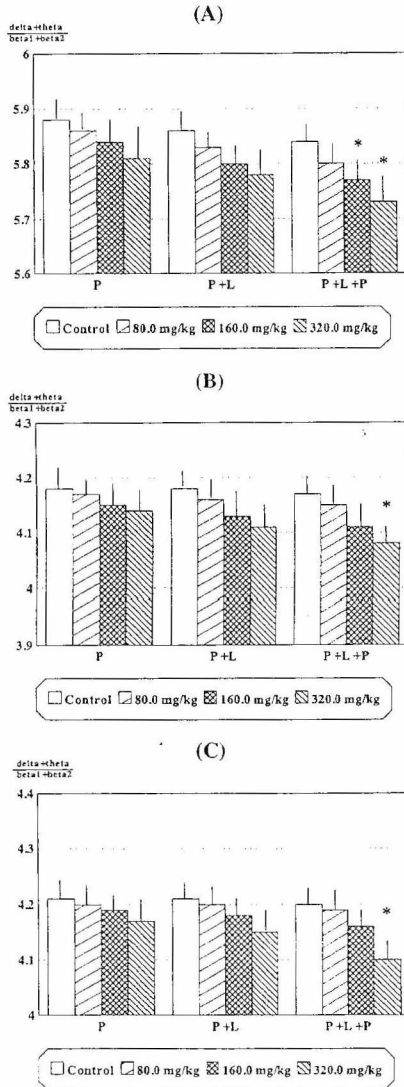 (A)
delta+theta
beta1+beta2
6
5.9
*
*
5.8
5.7
5.6
P
P +L
P +L +P
Control 80.0 mg/kg 160.0 mg/kg 320.0 mg/kg
(B)
delta+theta
beta1+beta2
4.3
4.2
*
4.1
4
3.9
P
P +L
P +L +P
Control 80.0 mg/kg 160.0 mg/kg 320.0 mg/kg
(C)
delta+theta
beta1+beta2
4.4
4.3
4.2
*
4.1
4
P
P +L
P +L +P
Control 80.0 mg/kg 160.0 mg/kg 320.0 mg/kg